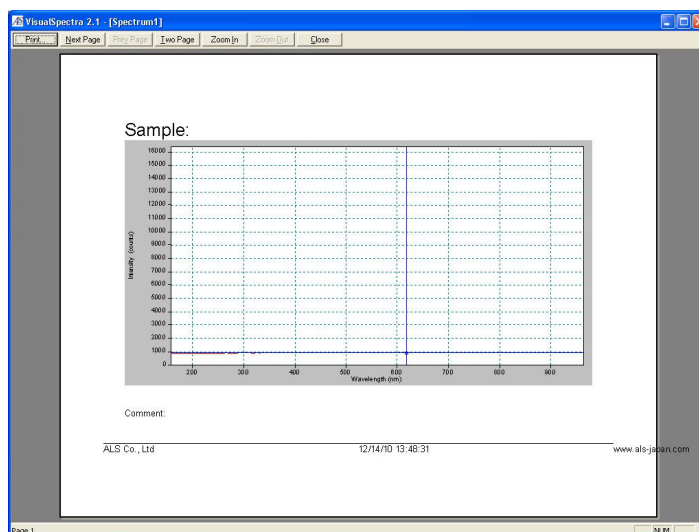 VisualSpectra 2.1 - [Spectrum1]
Print... Next Page Prev Page Two Page Zoom In Zoom Out Close
Sample:
16000
15000
14000
13000
12000
11000
10000
9000
8000
7000
6000
5000
4000
3000
2000
1000
0
Intensity (counts)
200 300 400 500 600 700 800 900
Wavelength (nm)
Comment:
ALS Co., Ltd 12/14/10 13:48:31 www.als-japan.com
Page 1 NUM